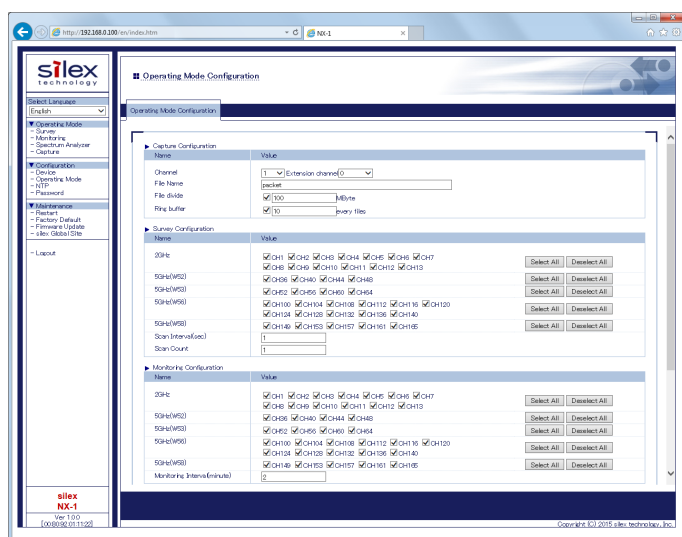 http://192.168.0.100/en/index.htm
NX-1
silex
technology
Select Language
English
▼ Operating Mode
- Survey
- Monitoring
- Spectrum Analyzer
- Capture
▼ Configuration
- Device
- Operating Mode
- NTP
- Password
▼ Maintenance
- Restart
- Factory Default
- Firmware Update
- silex Global Site
- Logout
silex
NX-1
Ver 1.0.0
[00:80:92:01:11:22]
Operating Mode Configuration
Operating Mode Configuration
▶ Capture Configuration
Name Value
Channel 1 Extension channel 0
File Name packet
File divide 100 MByte
Ring buffer 10 every files
▶ Survey Configuration
Name Value
2GHz CH1 CH2 CH3 CH4 CH5 CH6 CH7
CH8 CH9 CH10 CH11 CH12 CH13 Select All Deselect All
5GHz(W52) CH36 CH40 CH44 CH48 Select All Deselect All
5GHz(W53) CH52 CH56 CH60 CH64 Select All Deselect All
5GHz(W56) CH100 CH104 CH108 CH112 CH116 CH120
CH124 CH128 CH132 CH136 CH140 Select All Deselect All
5GHz(W58) CH149 CH153 CH157 CH161 CH165 Select All Deselect All
Scan Interval(sec) 1
Scan Count 1
▶ Monitoring Configuration
Name Value
2GHz CH1 CH2 CH3 CH4 CH5 CH6 CH7
CH8 CH9 CH10 CH11 CH12 CH13 Select All Deselect All
5GHz(W52) CH36 CH40 CH44 CH48 Select All Deselect All
5GHz(W53) CH52 CH56 CH60 CH64 Select All Deselect All
5GHz(W56) CH100 CH104 CH108 CH112 CH116 CH120
CH124 CH128 CH132 CH136 CH140 Select All Deselect All
5GHz(W58) CH149 CH153 CH157 CH161 CH165 Select All Deselect All
Monitoring Interval(minute) 2
Copyright (C) 2015 silex technology, Inc.